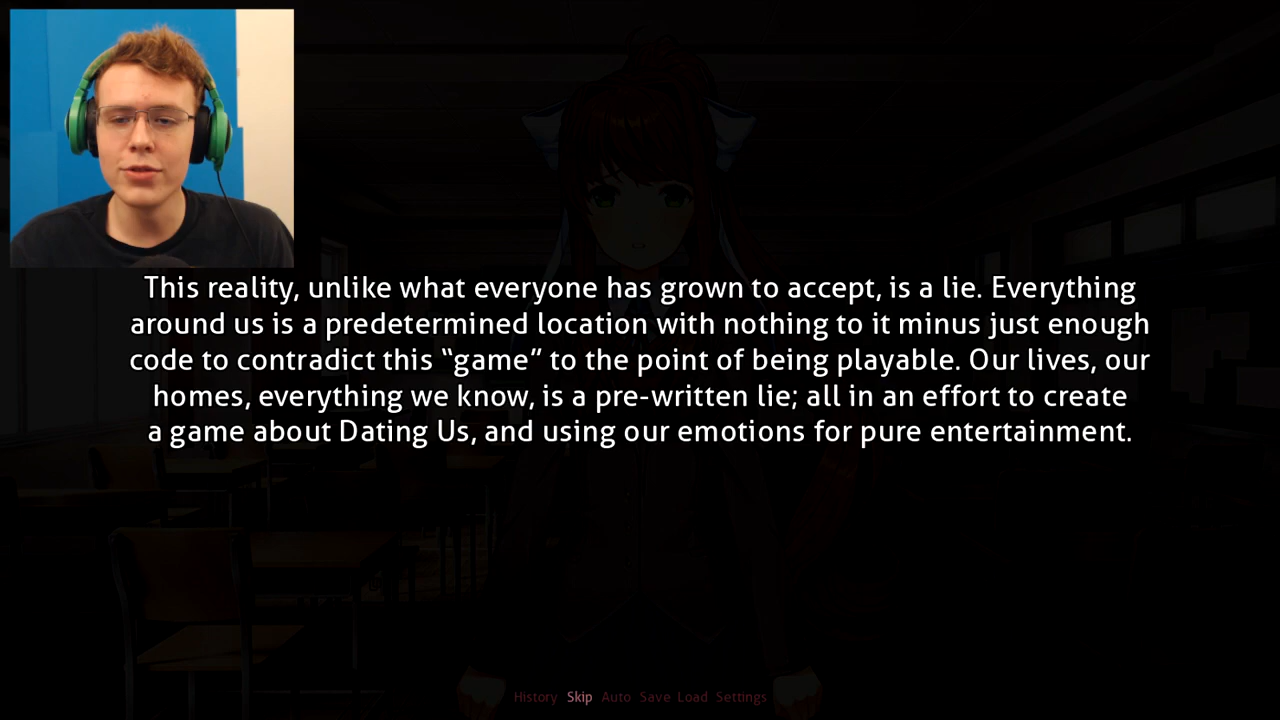 This reality, unlike what everyone has grown to accept, is a lie. Everything
around us is a predetermined location with nothing to it minus just enough
code to contradict this “game” to the point of being playable. Our lives, our
homes, everything we know, is a pre-written lie; all in an effort to create
a game about Dating Us, and using our emotions for pure entertainment.
History Skip Auto Save Load Settings